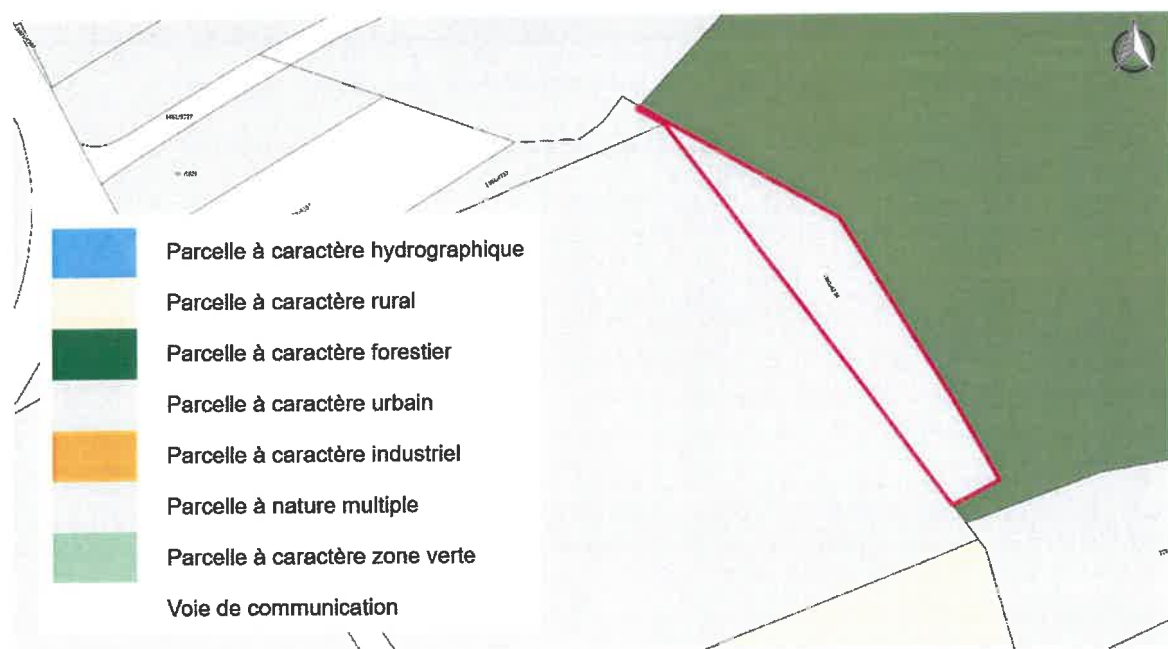 Parcelle à caractère hydrographique
Parcelle à caractère rural
Parcelle à caractère forestier
Parcelle à caractère urbain
Parcelle à caractère industriel
Parcelle à nature multiple
Parcelle à caractère zone verte
Voie de communication